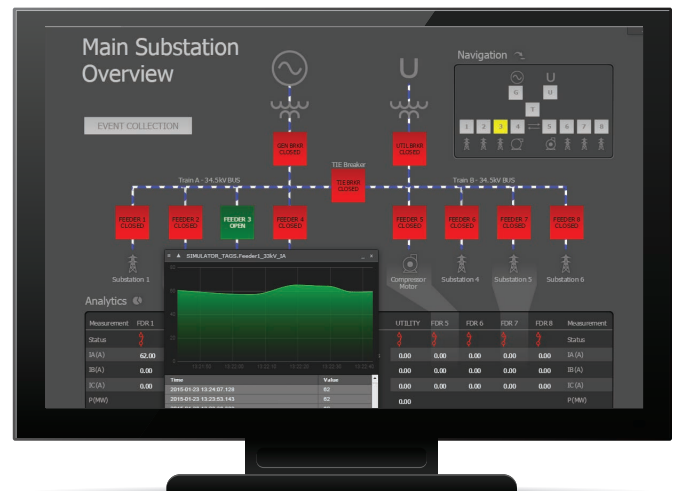 Main Substation
Overview
EVENT COLLECTION
U
Navigation
U
G U
T
1 2 3 4 5 6 7 8
GEN BRKR
CLOSED
UTIL BRKR
CLOSED
TIE Breaker
TIE BRKR
CLOSED
Train A - 34.5kV BUS
Train B - 34.5kV BUS
FEEDER 1
CLOSED
FEEDER 2
CLOSED
FEEDER 3
OPEN
FEEDER 4
CLOSED
FEEDER 5
CLOSED
FEEDER 6
CLOSED
FEEDER 7
CLOSED
FEEDER 8
CLOSED
Substation 1
Compressor
Motor
Substation 4
Substation 5
Substation 6
SIMULATOR_TAGS.Feeder1_33kV_IA
Analytics
Measurement FDR 1 UTILITY FDR 5 FDR 6 FDR 7 FDR 8 Measurement
Status Status
IA(A) 62.00 0.00 0.00 0.00 0.00 0.00 IA(A)
IB(A) 0.00 0.00 0.00 0.00 0.00 0.00 IB(A)
IC(A) 0.00 0.00 0.00 0.00 0.00 0.00 IC(A)
P(MW) 0.00 P(MW)
Time Value
2015-01-23 13:24:07.128 62
2015-01-23 13:23:53.143 62